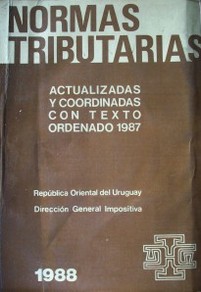 NORMAS
TRIBUTARIAS
ACTUALIZADAS
Y COORDINADAS
CON TEXTO
ORDENADO 1987
República Oriental del Uruguay
Dirección General Impositiva
1988